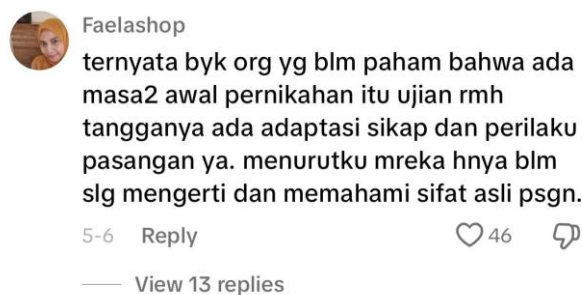 Faelashop
ternyata byk org yg blm paham bahwa ada
masa2 awal pernikahan itu ujian rmh
tangganya ada adaptasi sikap dan perilaku
pasangan ya. menurutku mreka hnya blm
slg mengerti dan memahami sifat asli psgn.
5-6 Reply 46
View 13 replies